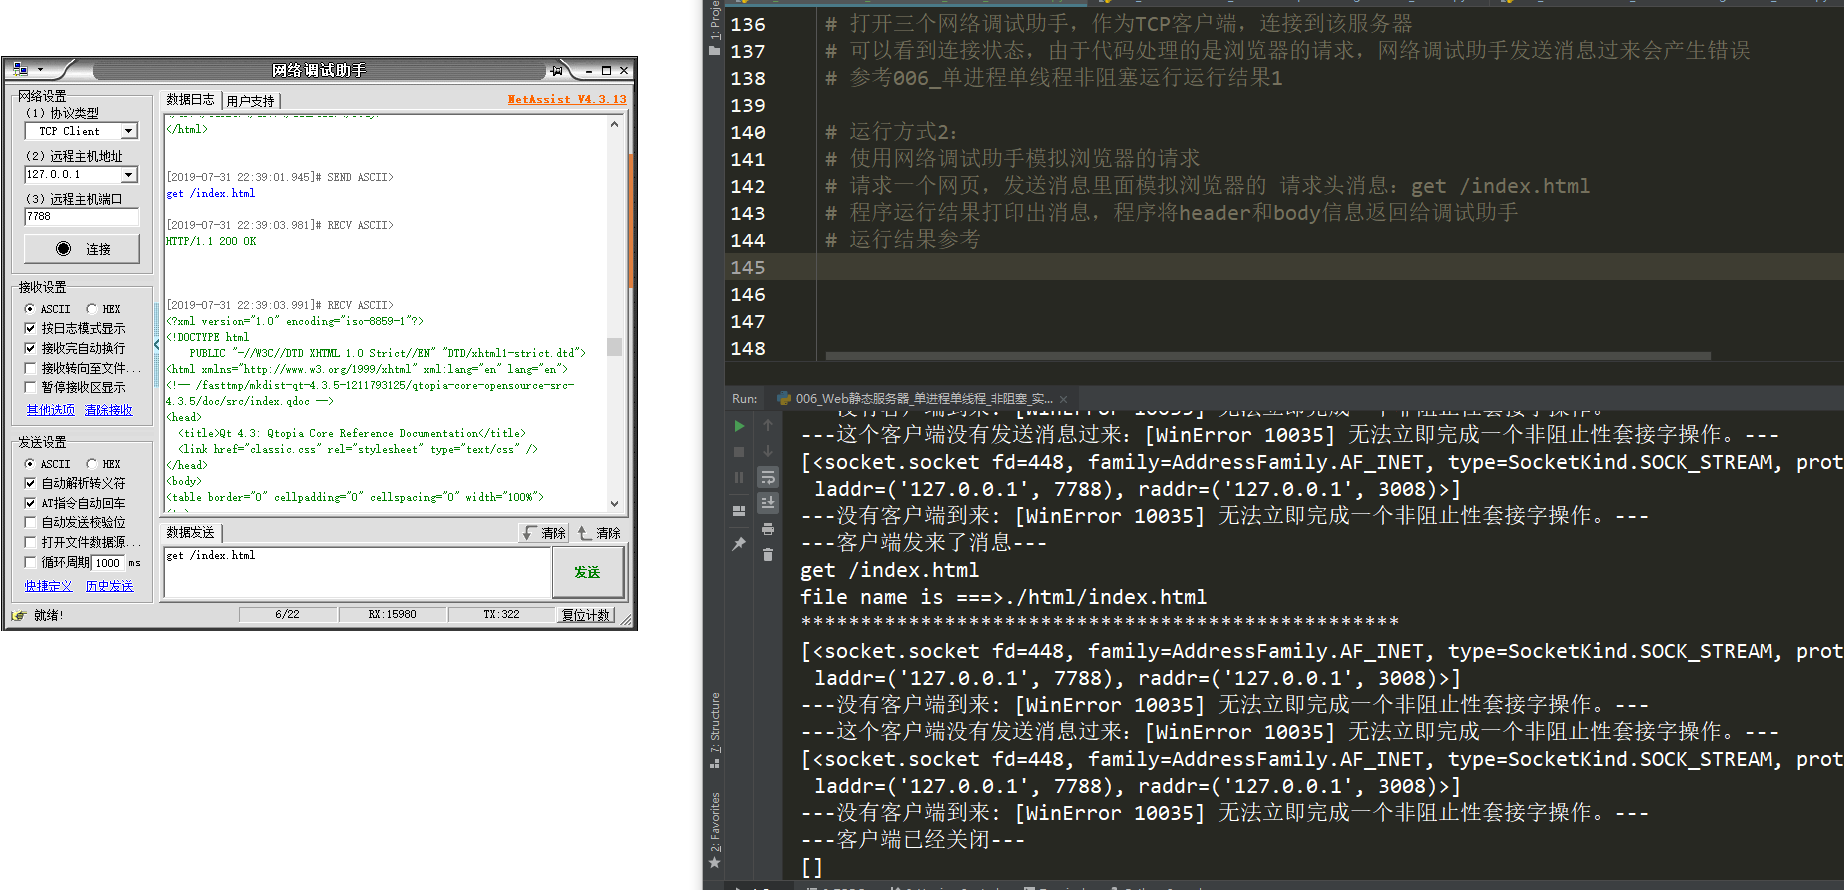 网络调试助手
网络设置
(1) 协议类型
TCP Client
(2) 远程主机地址
127.0.0.1
(3) 远程主机端口
7788
连接
接收设置
ASCII HEX
按日志模式显示
接收完自动换行
接收转向至文件...
暂停接收区显示
其他选项 清除接收
发送设置
ASCII HEX
自动解析转义符
AT指令自动回车
自动发送校验位
打开文件数据源...
循环周期 1000 ms
快捷定义 历史发送
就绪!
数据日志 用户支持 NetAssist V4.3.13
</html>
[2019-07-31 22:39:01.945]# SEND ASCII>
get /index.html
[2019-07-31 22:39:03.981]# RECV ASCII>
HTTP/1.1 200 OK
[2019-07-31 22:39:03.991]# RECV ASCII>
<?xml version="1.0" encoding="iso-8859-1"?>
<!DOCTYPE html
PUBLIC "-//W3C//DTD XHTML 1.0 Strict//EN" "DTD/xhtml1-strict.dtd">
<html xmlns="http://www.w3.org/1999/xhtml" xml:lang="en" lang="en">
<!-- /fasttmp/mkdist-qt-4.3.5-1211793125/qtopia-core-opensource-src-
4.3.5/doc/src/index.qdoc -->
<head>
<title>Qt 4.3: Qtopia Core Reference Documentation</title>
<link href="classic.css" rel="stylesheet" type="text/css" />
</head>
<body>
<table border="0" cellpadding="0" cellspacing="0" width="100%">
数据发送 清除 清除
get /index.html
发送
6/22 RX:15980 TX:322 复位计数
1: Proje
136 # 打开三个网络调试助手，作为TCP客户端，连接到该服务器
137 # 可以看到连接状态，由于代码处理的是浏览器的请求，网络调试助手发送消息过来会产生错误
138 # 参考006_单进程单线程非阻塞运行运行结果1
139
140 # 运行方式2：
141 # 使用网络调试助手模拟浏览器的请求
142 # 请求一个网页，发送消息里面模拟浏览器的 请求头消息：get /index.html
143 # 程序运行结果打印出消息，程序将header和body信息返回给调试助手
144 # 运行结果参考
145
146
147
148
Run: 006_Web静态服务器_单进程单线程_非阻塞_实...
---没有客户端到来: [WinError 10035] 无法立即完成一个非阻止性套接字操作。---
---这个客户端没有发送消息过来：[WinError 10035] 无法立即完成一个非阻止性套接字操作。---
[<socket.socket fd=448, family=AddressFamily.AF_INET, type=SocketKind.SOCK_STREAM, prot
laddr=('127.0.0.1', 7788), raddr=('127.0.0.1', 3008)>]
---没有客户端到来: [WinError 10035] 无法立即完成一个非阻止性套接字操作。---
---客户端发来了消息---
get /index.html
file name is ===>./html/index.html
**************************************************
[<socket.socket fd=448, family=AddressFamily.AF_INET, type=SocketKind.SOCK_STREAM, prot
laddr=('127.0.0.1', 7788), raddr=('127.0.0.1', 3008)>]
---没有客户端到来: [WinError 10035] 无法立即完成一个非阻止性套接字操作。---
---这个客户端没有发送消息过来：[WinError 10035] 无法立即完成一个非阻止性套接字操作。---
[<socket.socket fd=448, family=AddressFamily.AF_INET, type=SocketKind.SOCK_STREAM, prot
laddr=('127.0.0.1', 7788), raddr=('127.0.0.1', 3008)>]
---没有客户端到来: [WinError 10035] 无法立即完成一个非阻止性套接字操作。---
---客户端已经关闭---
[]
7: Structure
2: Favorites